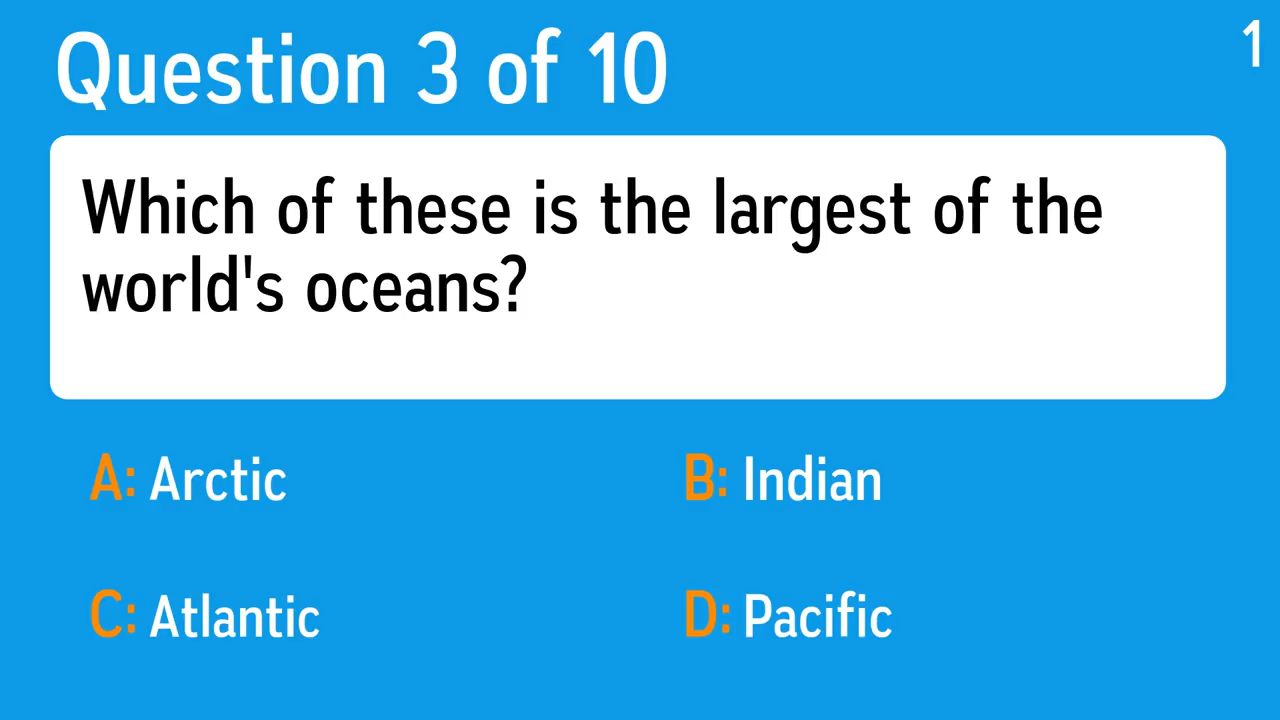 Question 3 of 10
1
Which of these is the largest of the
world's oceans?
A: Arctic
B: Indian
C: Atlantic
D: Pacific